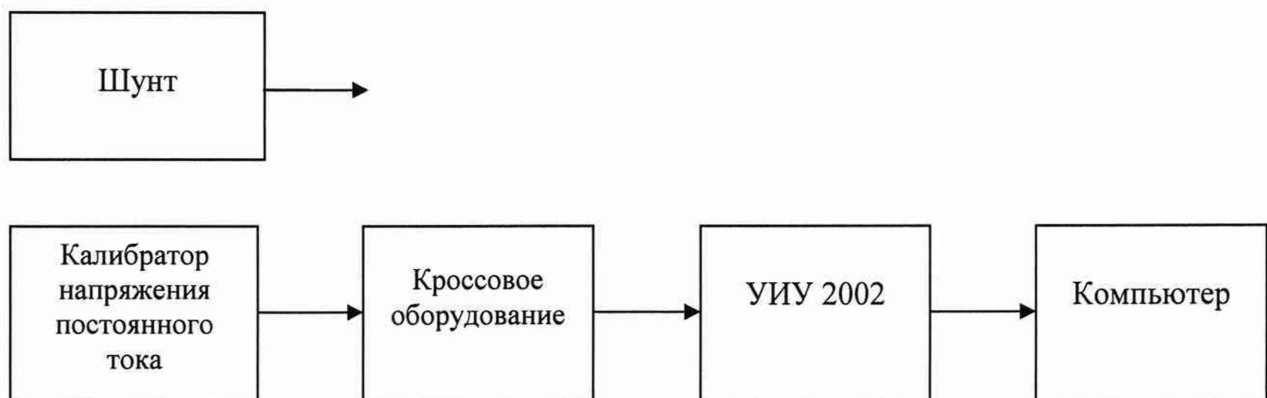 Шунт
Калибратор
напряжения
постоянного
тока
Кроссовое
оборудование
УИУ 2002
Компьютер